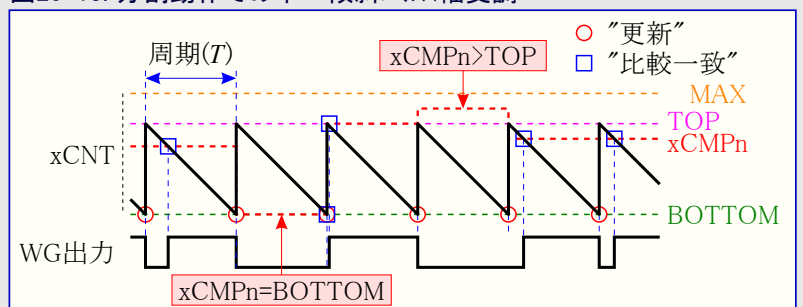 周期(T)
xCMPn>TOP
○ "更新"
□ "比較一致"
MAX
TOP
xCMPn
xCNT
BOTTOM
WG出力
xCMPn=BOTTOM